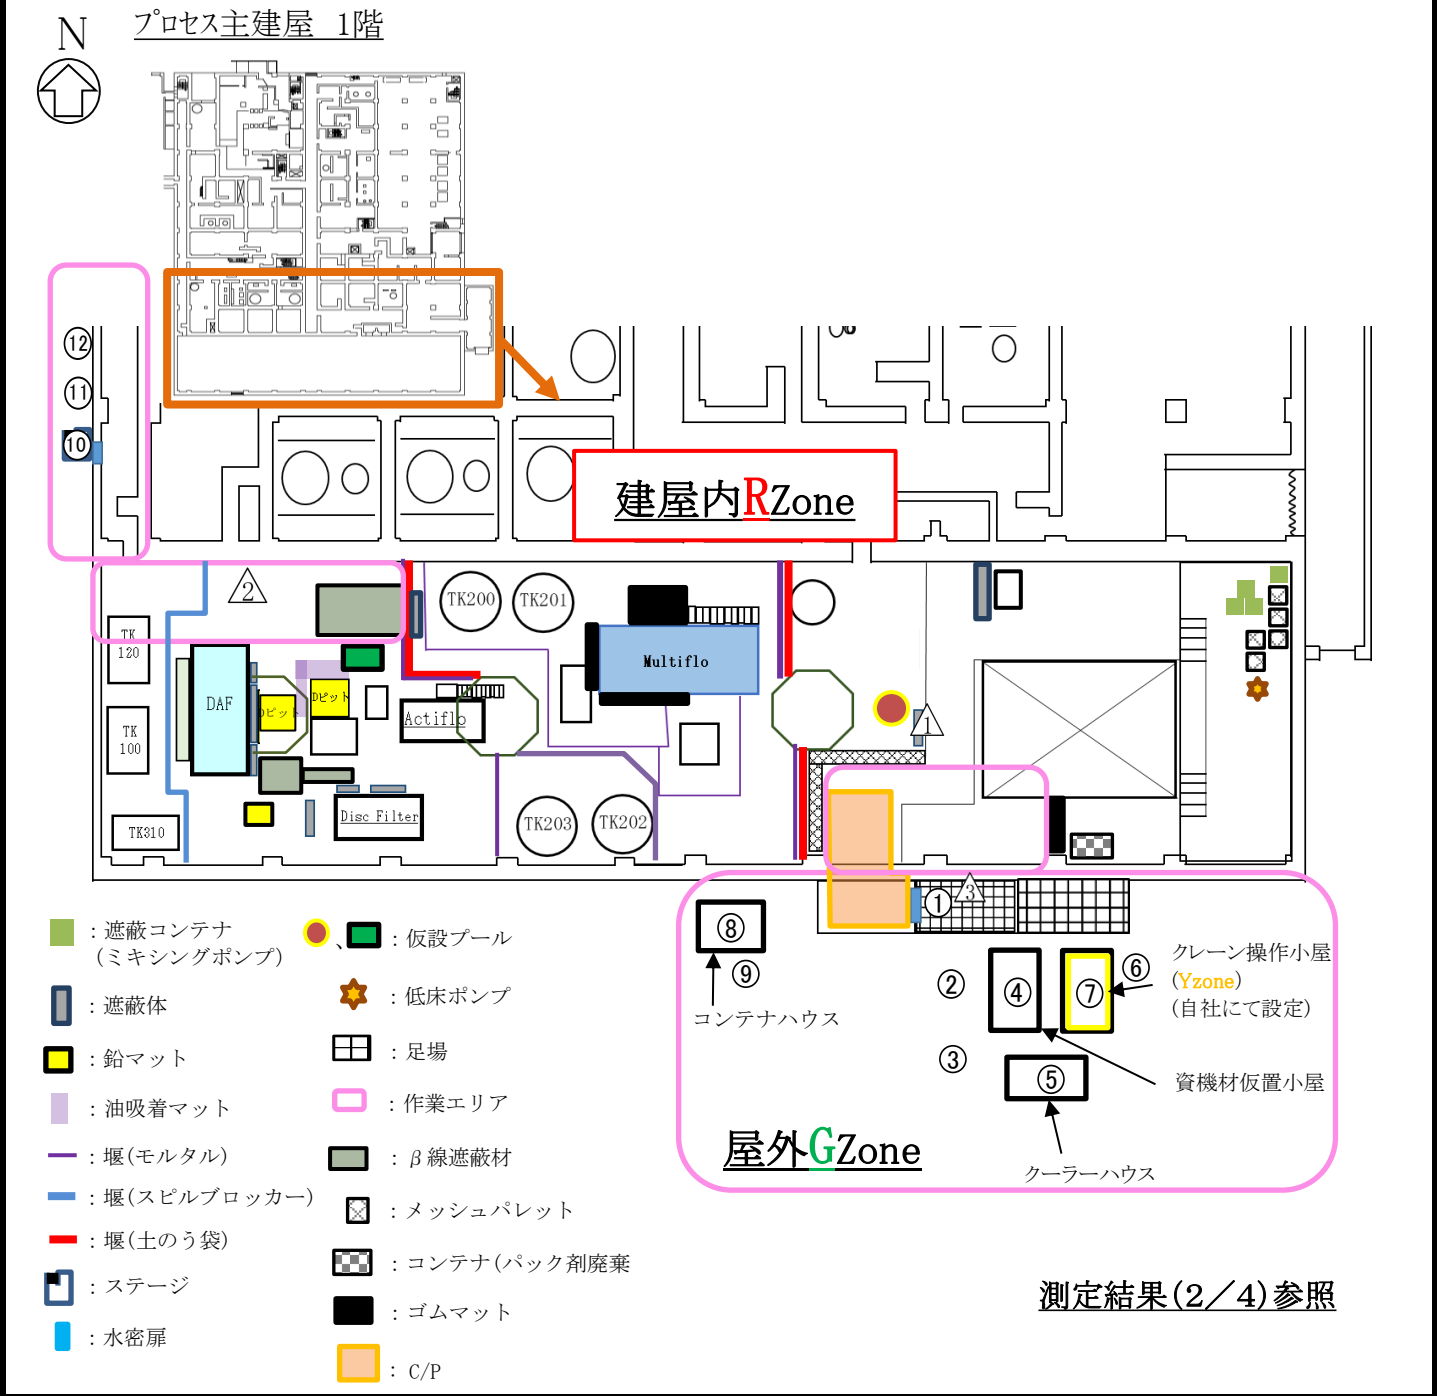 プロセス主建屋 1階
N
⑫
⑪
⑩
建屋内RZone
2
TK200
TK201
TK
120
Multiflo
DAF
Dピット
Dピット
Actiflo
1
TK
100
TK310
Disc Filter
TK203
TK202
①
3
⑧
⑨
コンテナハウス
②
④
⑦
⑥
クレーン操作小屋
(Yzone)
(自社にて設定)
③
⑤
資機材仮置小屋
クーラーハウス
屋外GZone
：遮蔽コンテナ
(ミキシングポンプ)
：遮蔽体
：鉛マット
：油吸着マット
：堰(モルタル)
：堰(スピルブロッカー)
：堰(土のう袋)
：ステージ
：水密扉
、：仮設プール
：低床ポンプ
：足場
：作業エリア
：β線遮蔽材
：メッシュパレット
：コンテナ(パック剤廃棄
：ゴムマット
：C/P
測定結果(2／4)参照